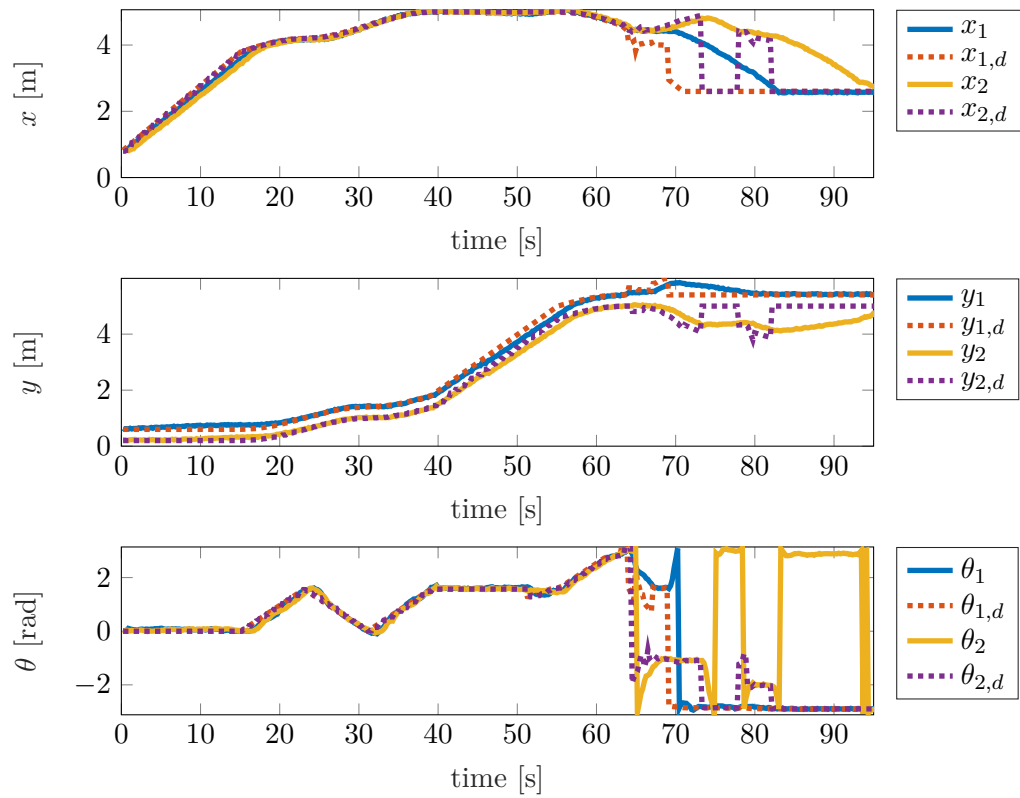 4
2
0
x [m]
0 10 20 30 40 50 60 70 80 90
time [s]
x₁
x₁,d
x₂
x₂,d
4
2
0
y [m]
0 10 20 30 40 50 60 70 80 90
time [s]
y₁
y₁,d
y₂
y₂,d
2
0
−2
θ [rad]
0 10 20 30 40 50 60 70 80 90
time [s]
θ₁
θ₁,d
θ₂
θ₂,d